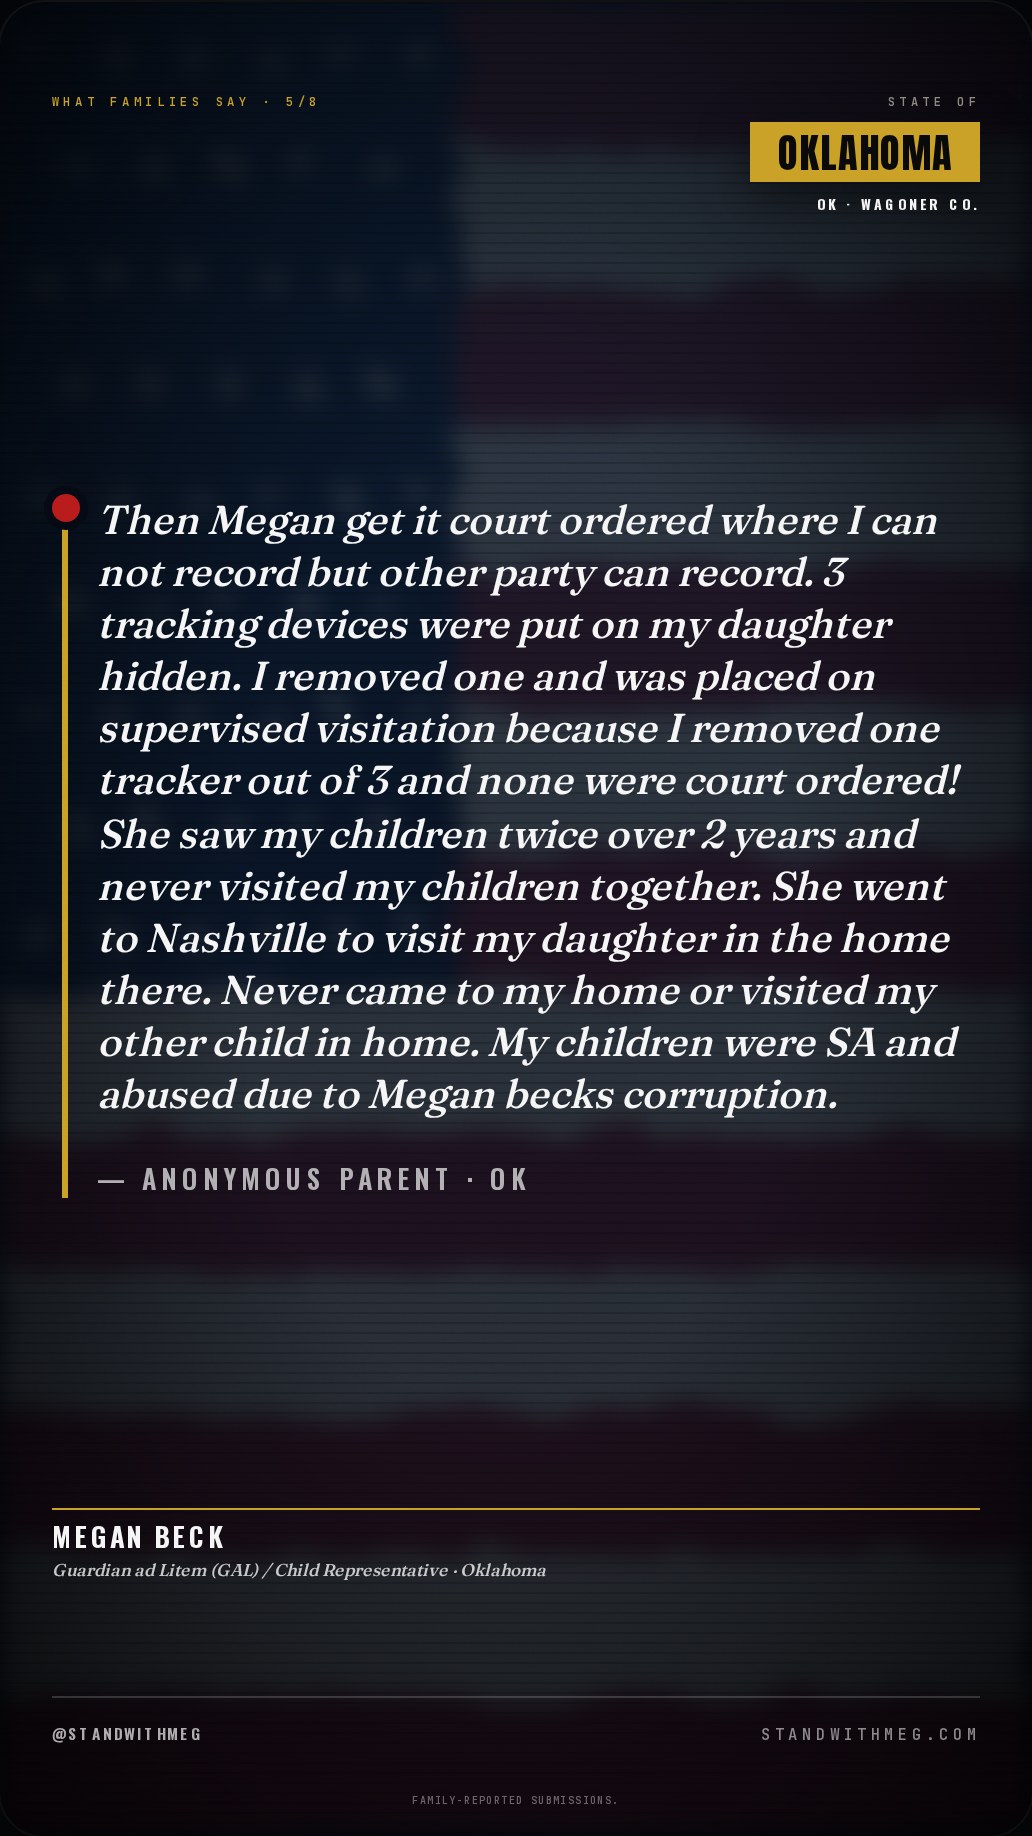 WHAT FAMILIES SAY · 5/8
STATE OF
OKLAHOMA
OK · WAGONER CO.
Then Megan get it court ordered where I can
not record but other party can record. 3
tracking devices were put on my daughter
hidden. I removed one and was placed on
supervised visitation because I removed one
tracker out of 3 and none were court ordered!
She saw my children twice over 2 years and
never visited my children together. She went
to Nashville to visit my daughter in the home
there. Never came to my home or visited my
other child in home. My children were SA and
abused due to Megan becks corruption.
— ANONYMOUS PARENT · OK
MEGAN BECK
Guardian ad Litem (GAL) / Child Representative · Oklahoma
@STANDWITHMEG
STANDWITHMEG.COM
FAMILY-REPORTED SUBMISSIONS.